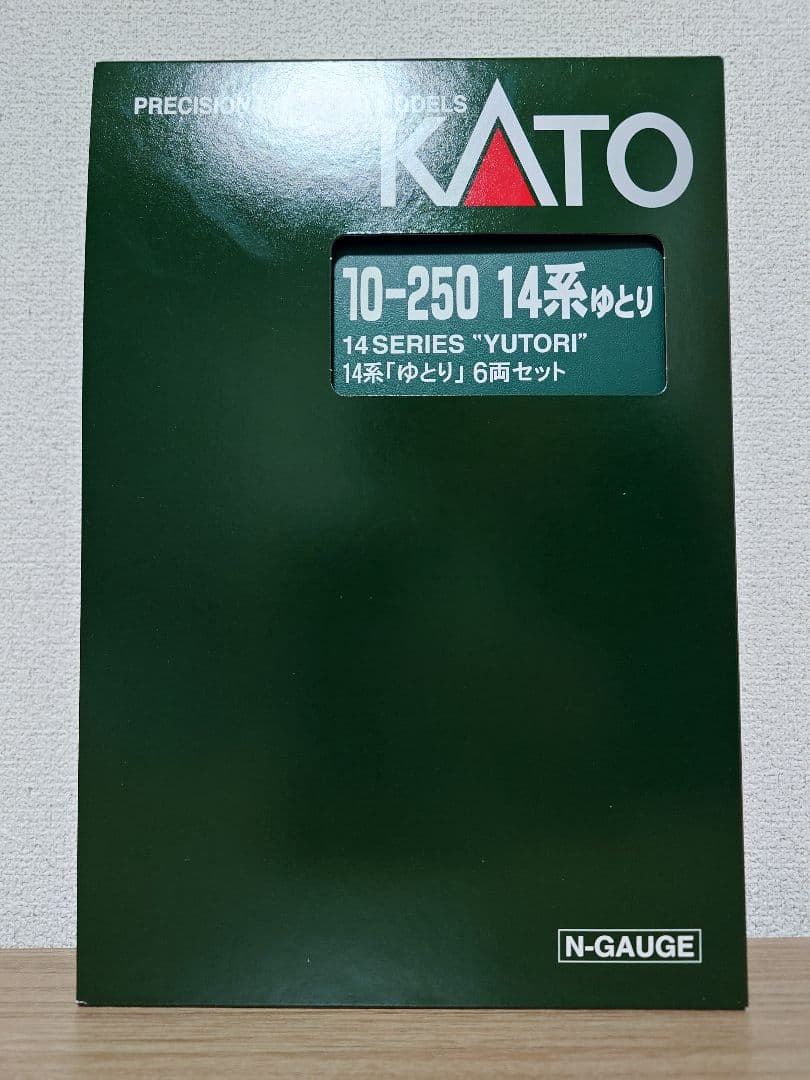 PRECISION MODELS
KATO
10-250 14系ゆとり
14 SERIES "YUTORI"
14系「ゆとり」6両セット
N-GAUGE